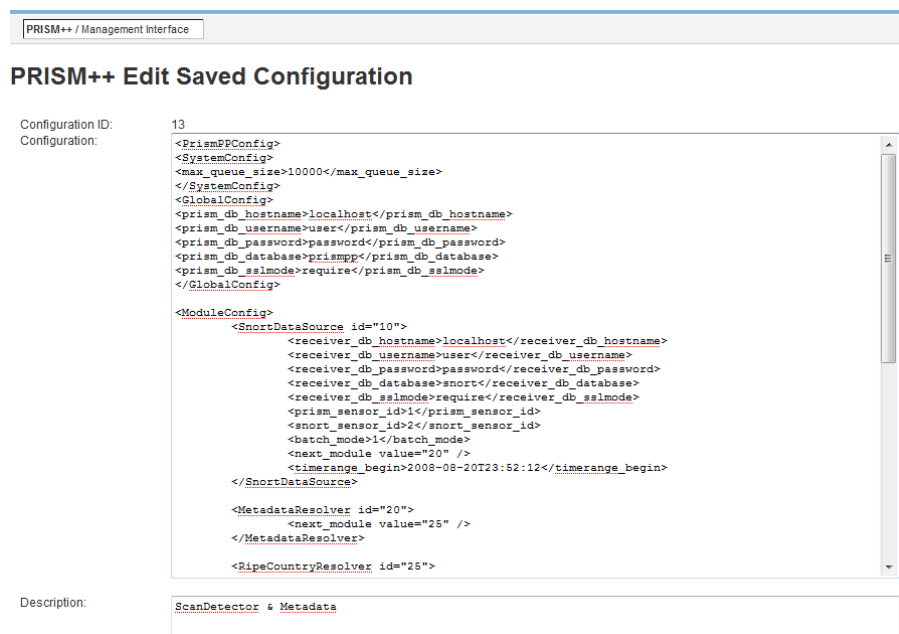 PRISM++ / Management Interface
PRISM++ Edit Saved Configuration
Configuration ID: 13
Configuration:
<PrismPPConfig>
<SystemConfig>
<max_queue_size>10000</max_queue_size>
</SystemConfig>
<GlobalConfig>
<prism_db_hostname>localhost</prism_db_hostname>
<prism_db_username>user</prism_db_username>
<prism_db_password>password</prism_db_password>
<prism_db_database>prismpp</prism_db_database>
<prism_db_sslmode>require</prism_db_sslmode>
</GlobalConfig>
<ModuleConfig>
<SnortDataSource id="10">
<receiver_db_hostname>localhost</receiver_db_hostname>
<receiver_db_username>user</receiver_db_username>
<receiver_db_password>password</receiver_db_password>
<receiver_db_database>snort</receiver_db_database>
<receiver_db_sslmode>require</receiver_db_sslmode>
<prism_sensor_id>1</prism_sensor_id>
<snort_sensor_id>2</snort_sensor_id>
<batch_mode>1</batch_mode>
<next_module value="20" />
<timerange_begin>2008-08-20T23:52:12</timerange_begin>
</SnortDataSource>
<MetadataResolver id="20">
<next_module value="25" />
</MetadataResolver>
<RipeCountryResolver id="25">
Description:
ScanDetector & Metadata